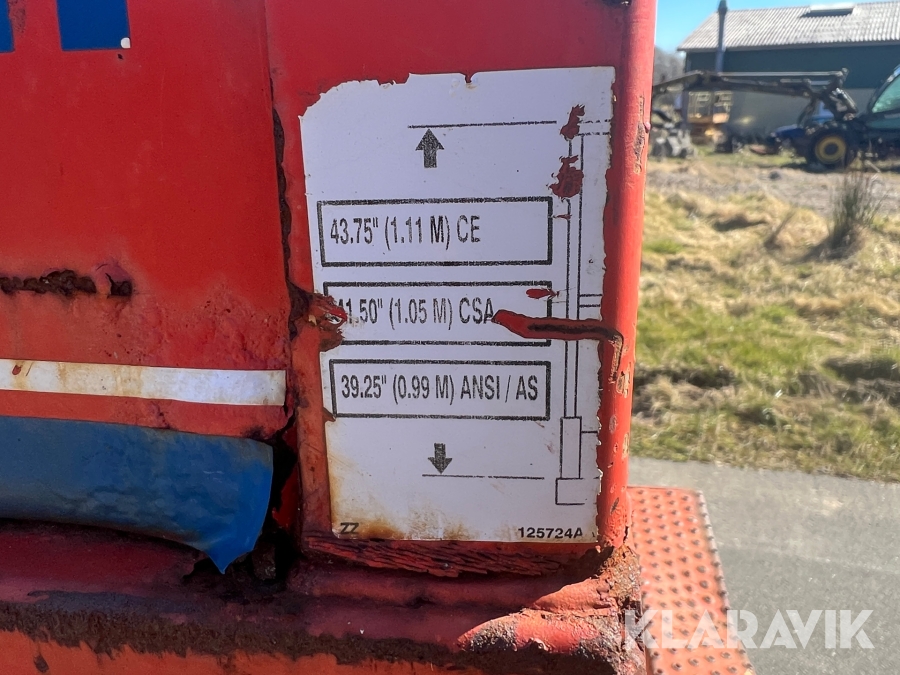 43.75" (1.11 M) CE
41.50" (1.05 M) CSA
39.25" (0.99 M) ANSI / AS
ZZ
125724A
KLARAVIK